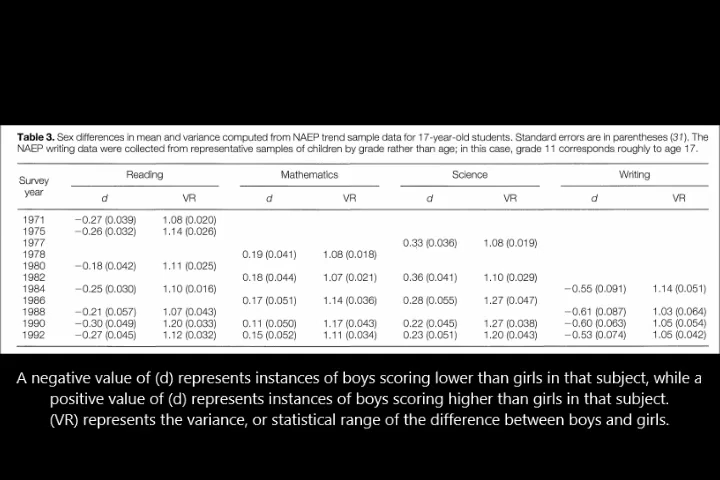 Table 3. Sex differences in mean and variance computed from NAEP trend sample data for 17-year-old students. Standard errors are in parentheses (31). The
NAEP writing data were collected from representative samples of children by grade rather than age; in this case, grade 11 corresponds roughly to age 17.
Survey year Reading Mathematics Science Writing
d VR d VR d VR d VR
1971 −0.27 (0.039) 1.08 (0.020)
1975 −0.26 (0.032) 1.14 (0.026)
1977 0.33 (0.036) 1.08 (0.019)
1978 0.19 (0.041) 1.08 (0.018)
1980 −0.18 (0.042) 1.11 (0.025)
1982 0.18 (0.044) 1.07 (0.021) 0.36 (0.041) 1.10 (0.029)
1984 −0.25 (0.030) 1.10 (0.016) −0.55 (0.091) 1.14 (0.051)
1986 0.17 (0.051) 1.14 (0.036) 0.28 (0.055) 1.27 (0.047)
1988 −0.21 (0.057) 1.07 (0.043) −0.61 (0.087) 1.03 (0.064)
1990 −0.30 (0.049) 1.20 (0.033) 0.11 (0.050) 1.17 (0.043) 0.22 (0.045) 1.27 (0.038) −0.60 (0.063) 1.05 (0.054)
1992 −0.27 (0.045) 1.12 (0.032) 0.15 (0.052) 1.11 (0.034) 0.23 (0.051) 1.20 (0.043) −0.53 (0.074) 1.05 (0.042)
A negative value of (d) represents instances of boys scoring lower than girls in that subject, while a
positive value of (d) represents instances of boys scoring higher than girls in that subject.
(VR) represents the variance, or statistical range of the difference between boys and girls.